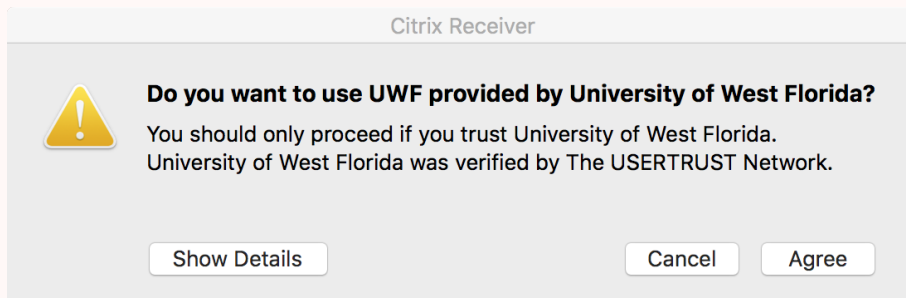 Citrix Receiver
Do you want to use UWF provided by University of West Florida?
You should only proceed if you trust University of West Florida.
University of West Florida was verified by The USERTRUST Network.
Show Details
Cancel
Agree